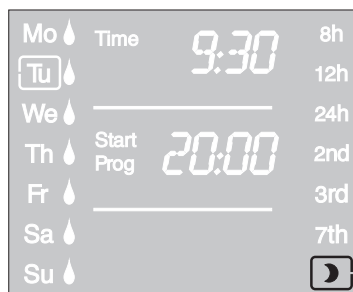 Mo
Tu
We
Th
Fr
Sa
Su
Time 9:30
Start
Prog 20:00
8h
12h
24h
2nd
3rd
7th